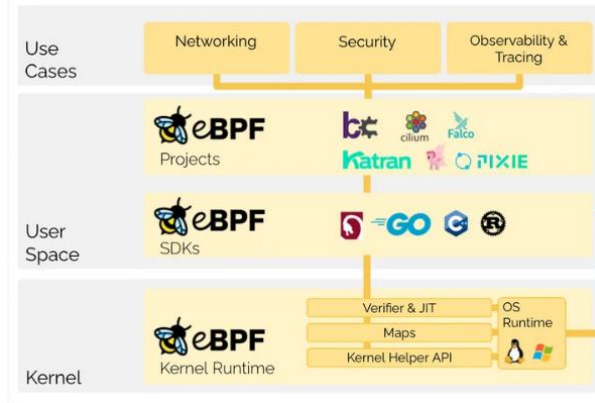 Use
Cases
Networking
Security
Observability &
Tracing
eBPF
Projects
bcc
cilium
Falco
Katran
PIXIE
User
Space
eBPF
SDKs
GO
C++
R
Kernel
eBPF
Kernel Runtime
Verifier & JIT
Maps
Kernel Helper API
OS
Runtime